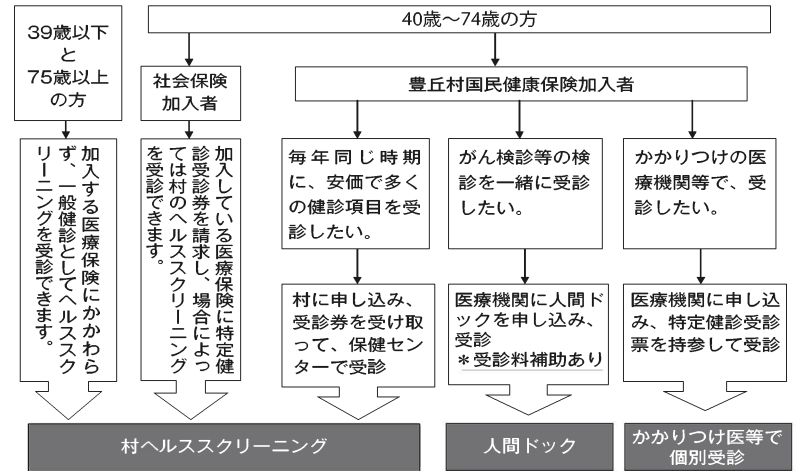 39歳以下
と
75歳以上
の方
加入する医療保険にかかわら
ず、一般健診としてヘルススク
リーニングを受診できます。
40歳～74歳の方
社会保険
加入者
加入している医療保険に特定健
診受診券を請求し、場合によっ
ては村のヘルススクリーニング
を受診できます。
豊丘村国民健康保険加入者
毎年同じ時期
に、安価で多く
の健診項目を受
診したい。
村に申し込み、
受診券を受け取
って、保健セン
ターで受診
がん検診等の検
診を一緒に受診
したい。
医療機関に人間ド
ックを申し込み、
受診
＊受診料補助あり
かかりつけの医
療機関等で、受
診したい。
医療機関に申し込
み、特定健診受診
票を持参して受診
村ヘルススクリーニング
人間ドック
かかりつけ医等で
個別受診